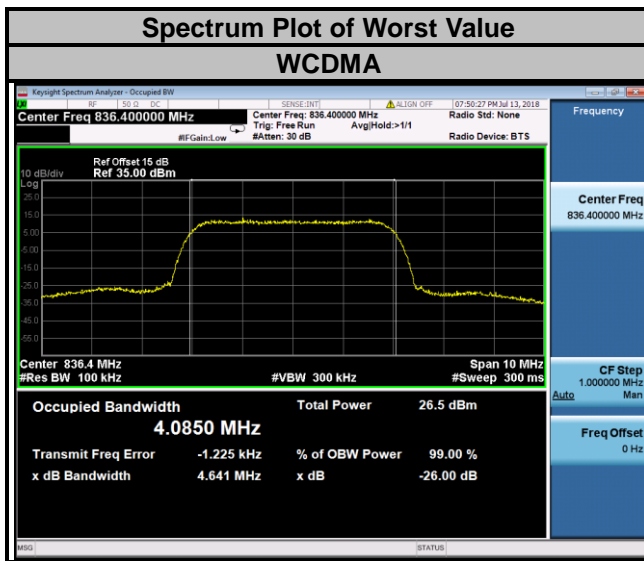 Spectrum Plot of Worst Value
WCDMA
Keysight Spectrum Analyzer - Occupied BW
RF 50 Ω DC SENSE:INT ALIGN OFF 07:50:27 PM Jul 13, 2018
Center Freq 836.400000 MHz Center Freq: 836.400000 MHz Radio Std: None Frequency
Trig: Free Run Avg|Hold:>1/1
#IFGain:Low #Atten: 30 dB Radio Device: BTS
Ref Offset 15 dB
10 dB/div Ref 35.00 dBm
Log
25.0
15.0
5.00
-5.00
-15.0
-25.0
-35.0
-45.0
-55.0
Center Freq
836.400000 MHz
Center 836.4 MHz Span 10 MHz
#Res BW 100 kHz #VBW 300 kHz #Sweep 300 ms
CF Step
1.000000 MHz
Auto Man
Occupied Bandwidth Total Power 26.5 dBm
4.0850 MHz
Transmit Freq Error -1.225 kHz % of OBW Power 99.00 %
x dB Bandwidth 4.641 MHz x dB -26.00 dB
Freq Offset
0 Hz
MSG STATUS